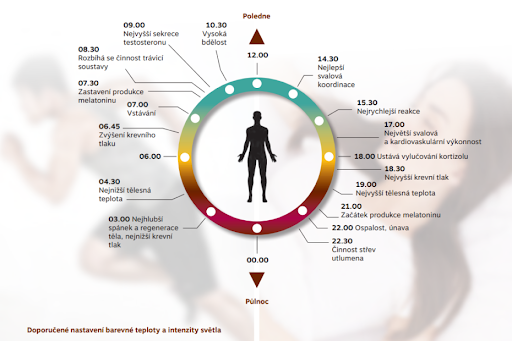 Poledne
12.00
09.00
Nejvyšší sekrece
testosteronu
10.30
Vysoká
bdělost
08.30
Rozbíhá se činnost trávicí
soustavy
07.30
Zastavení produkce
melatoninu
07.00
Vstávání
06.45
Zvýšení krevního
tlaku
06.00
04.30
Nejnižší tělesná
teplota
03.00 Nejhlubší
spánek a regenerace
těla, nejnižší krevní
tlak
14.30
Nejlepší
svalová
koordinace
15.30
Nejrychlejší reakce
17.00
Největší svalová
a kardiovaskulární výkonnost
18.00 Ustává vylučování kortizolu
18.30
Nejvyšší krevní tlak
19.00
Nejvyšší tělesná teplota
21.00
Začátek produkce melatoninu
22.00 Ospalost, únava
22.30
Činnost střev
utlumena
00.00
Půlnoc
Doporučené nastavení barevné teploty a intenzity světla